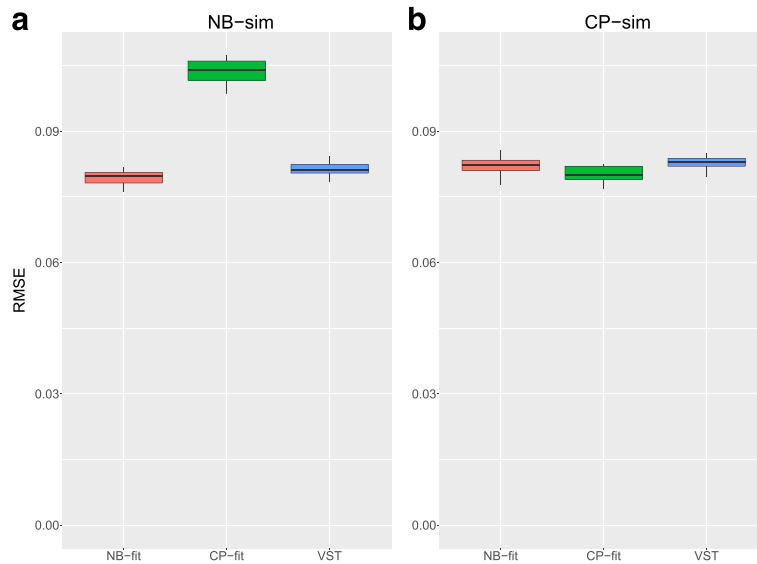 a
NB−sim
b
CP−sim
RMSE
0.09
0.06
0.03
0.00
NB−fit
CP−fit
VST
0.09
0.06
0.03
0.00
NB−fit
CP−fit
VST